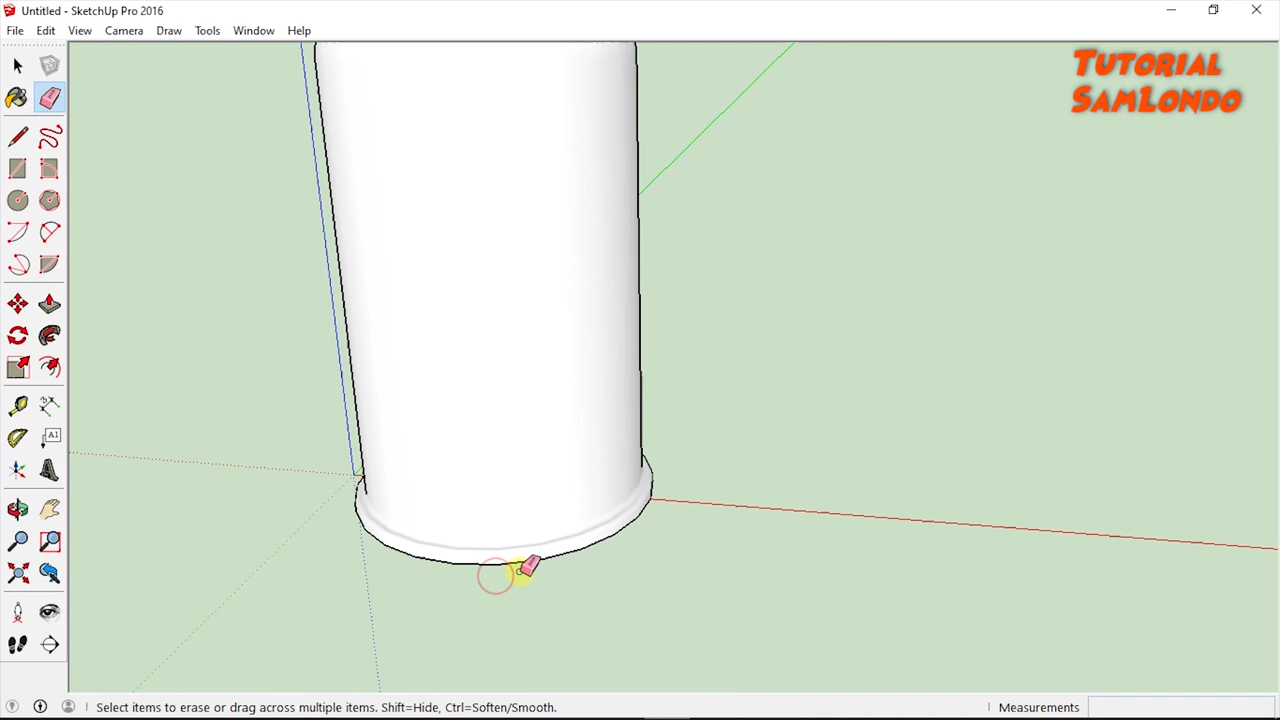 Untitled - SketchUp Pro 2016
File Edit View Camera Draw Tools Window Help
TUTORIAL
SAMLONDO
A1
Select items to erase or drag across multiple items. Shift=Hide, Ctrl=Soften/Smooth.
Measurements